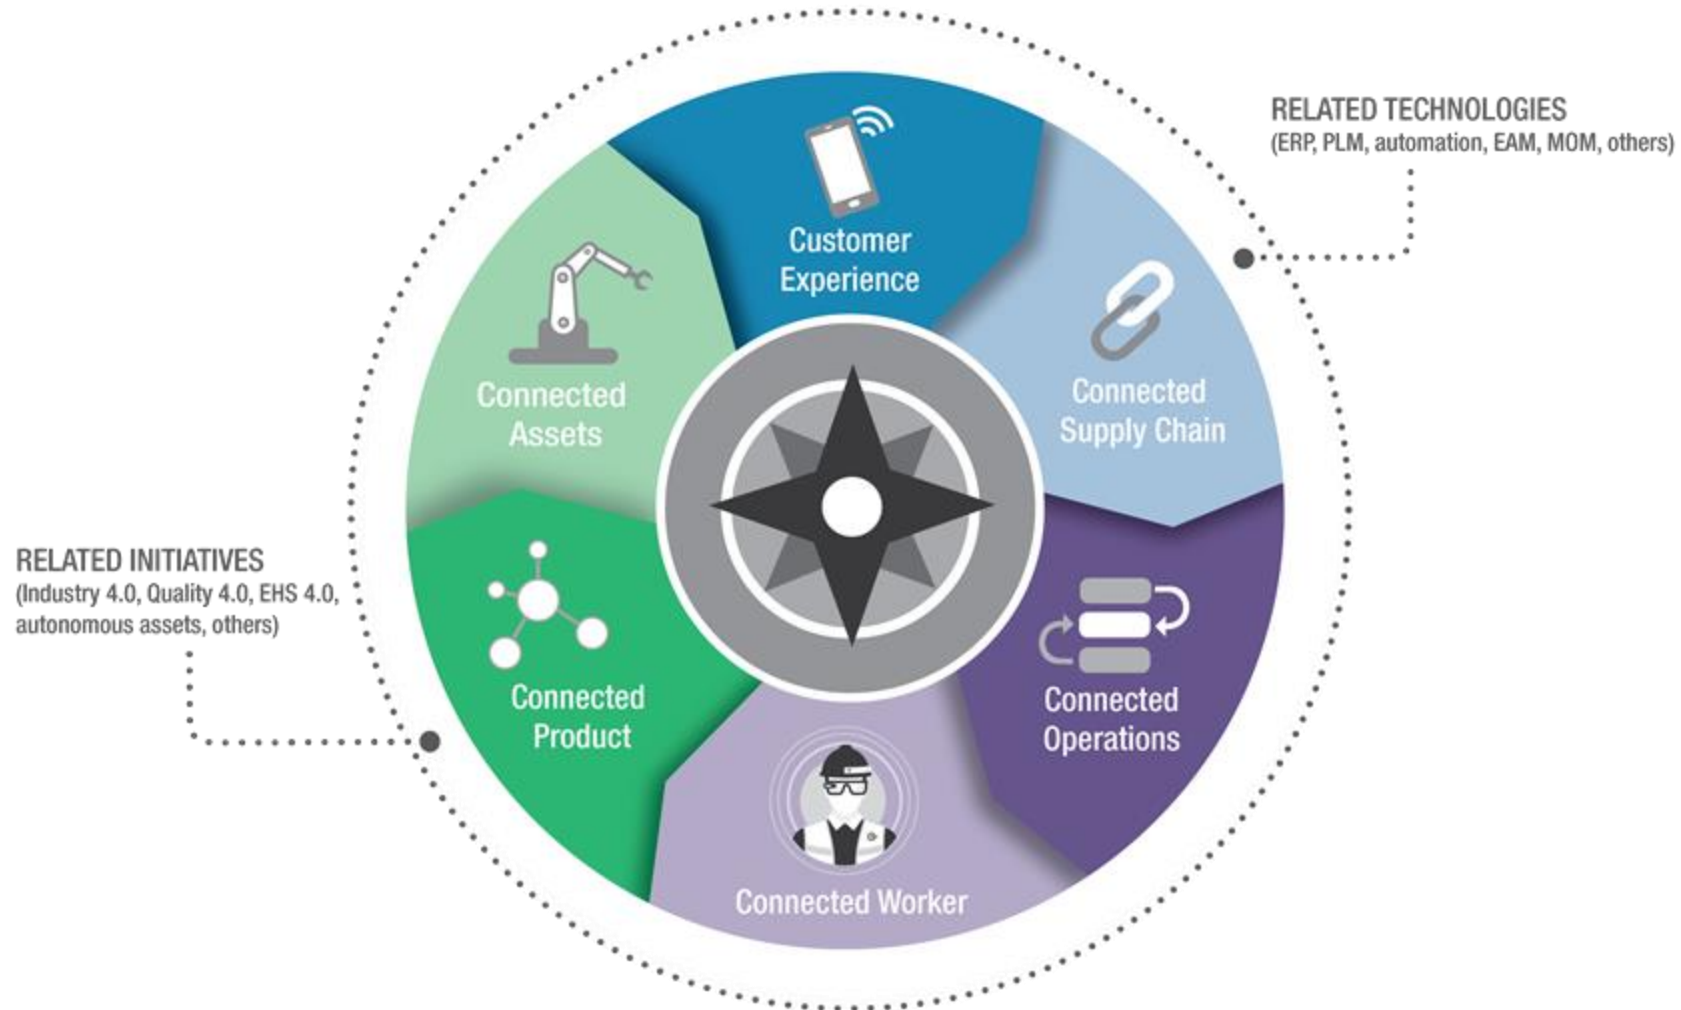 RELATED TECHNOLOGIES
(ERP, PLM, automation, EAM, MOM, others)
Customer
Experience
Connected
Supply Chain
Connected
Operations
Connected Worker
Connected
Product
Connected
Assets
RELATED INITIATIVES
(Industry 4.0, Quality 4.0, EHS 4.0,
autonomous assets, others)